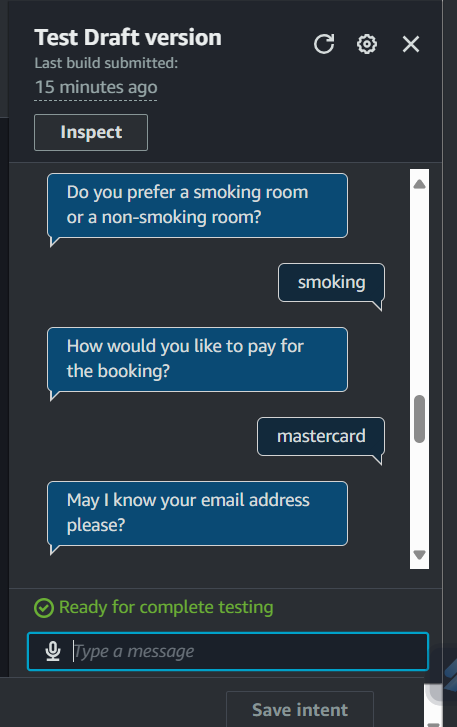 Test Draft version
Last build submitted:
15 minutes ago
Inspect
Do you prefer a smoking room
or a non-smoking room?
smoking
How would you like to pay for
the booking?
mastercard
May I know your email address
please?
Ready for complete testing
Type a message
Save intent